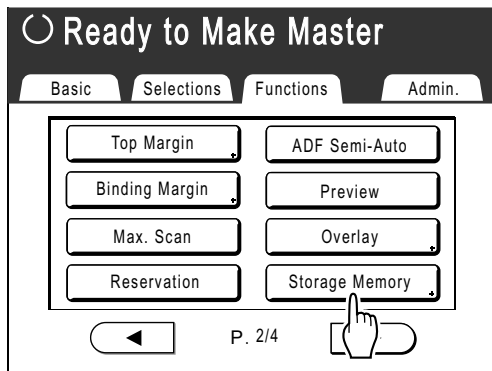 Ready to Make Master
Basic Selections Functions Admin.
Top Margin ADF Semi-Auto
Binding Margin Preview
Max. Scan Overlay
Reservation Storage Memory
P. 2/4